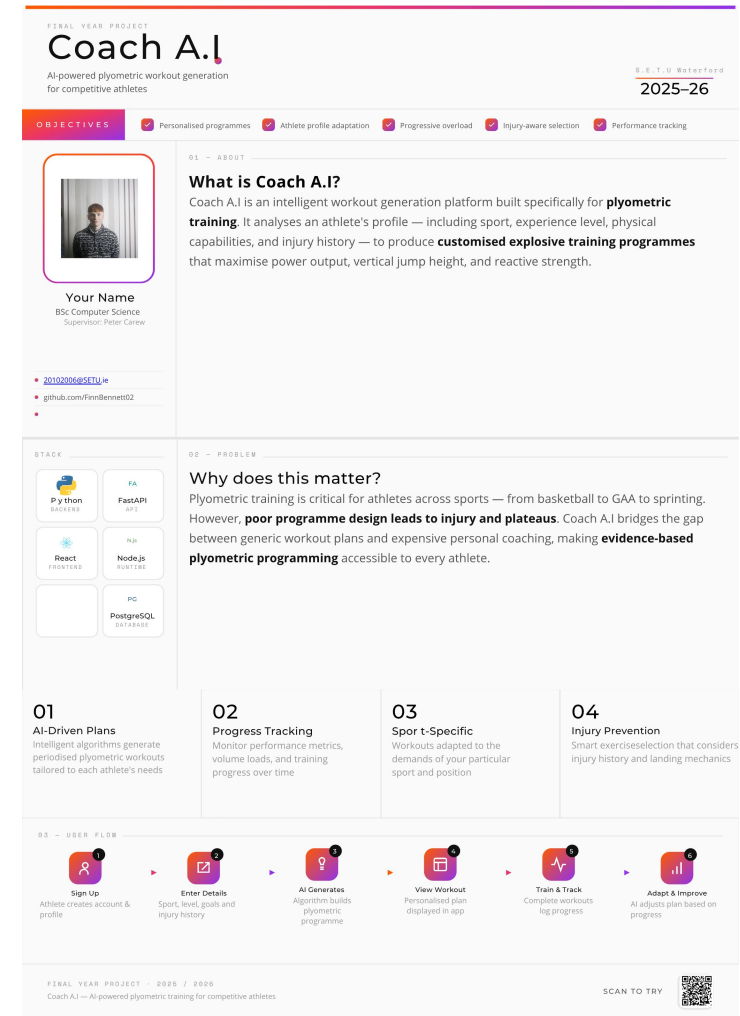 FINAL YEAR PROJECT
Coach A.I
AI-powered plyometric workout generation
for competitive athletes
S.E.T.U Waterford
2025–26
OBJECTIVES
Personalised programmes
Athlete profile adaptation
Progressive overload
Injury-aware selection
Performance tracking
01 — ABOUT
What is Coach A.I?
Coach A.I is an intelligent workout generation platform built specifically for plyometric
training. It analyses an athlete's profile — including sport, experience level, physical
capabilities, and injury history — to produce customised explosive training programmes
that maximise power output, vertical jump height, and reactive strength.
Your Name
BSc Computer Science
Supervisor: Peter Carew
20102006@SETU.ie
github.com/FinnBennett02
STACK
P y thon
BACKEND
FA
FastAPI
API
React
FRONTEND
N.js
Node.js
RUNTIME
PG
PostgreSQL
DATABASE
02 — PROBLEM
Why does this matter?
Plyometric training is critical for athletes across sports — from basketball to GAA to sprinting.
However, poor programme design leads to injury and plateaus. Coach A.I bridges the gap
between generic workout plans and expensive personal coaching, making evidence-based
plyometric programming accessible to every athlete.
01
AI-Driven Plans
Intelligent algorithms generate
periodised plyometric workouts
tailored to each athlete's needs
02
Progress Tracking
Monitor performance metrics,
volume loads, and training
progress over time
03
Spor t-Specific
Workouts adapted to the
demands of your particular
sport and position
04
Injury Prevention
Smart exerciseselection that considers
injury history and landing mechanics
03 — USER FLOW
1
Sign Up
Athlete creates account &
profile
2
Enter Details
Sport, level, goals and
injury history
3
AI Generates
Algorithm builds
plyometric
programme
4
View Workout
Personalised plan
displayed in app
5
Train & Track
Complete workouts
log progress
6
Adapt & Improve
AI adjusts plan based on
progress
FINAL YEAR PROJECT · 2025 / 2026
Coach A.I — AI-powered plyometric training for competitive athletes
SCAN TO TRY